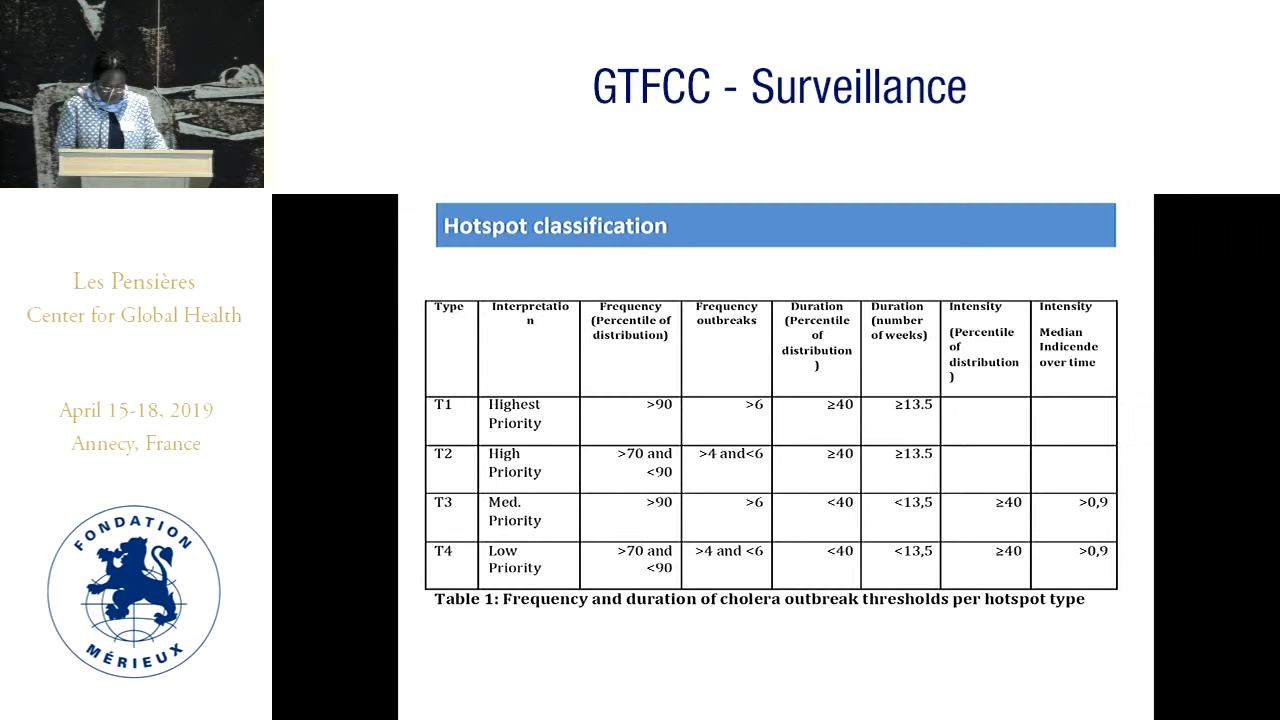 GTFCC - Surveillance
Les Pensières
Center for Global Health
April 15-18, 2019
Annecy, France
FONDATION
MÉRIEUX
Hotspot classification
Type
Interpretatio
n
Frequency
(Percentile of
distribution)
Frequency
outbreaks
Duration
(Percentile
of
distribution
)
Duration
(number
of weeks)
Intensity
(Percentile
of
distribution
)
Intensity
Median
Indicende
over time
T1
Highest
Priority
>90
>6
≥40
≥13.5
T2
High
Priority
>70 and
<90
>4 and<6
≥40
≥13.5
T3
Med.
Priority
>90
>6
<40
<13,5
≥40
>0,9
T4
Low
Priority
>70 and
<90
>4 and <6
<40
<13,5
≥40
>0,9
Table 1: Frequency and duration of cholera outbreak thresholds per hotspot type